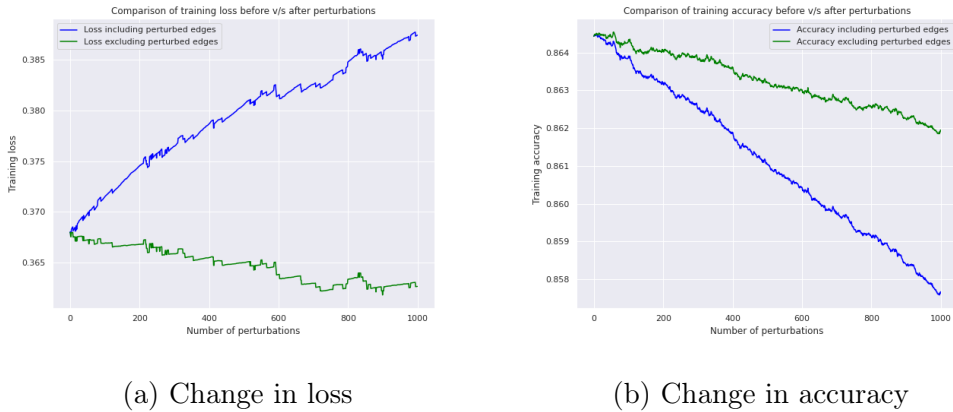 Comparison of training loss before v/s after perturbations
Loss including perturbed edges
Loss excluding perturbed edges
0.385
0.380
0.375
0.370
0.365
Training loss
0 200 400 600 800 1000
Number of perturbations
(a) Change in loss
Comparison of training accuracy before v/s after perturbations
Accuracy including perturbed edges
Accuracy excluding perturbed edges
0.864
0.863
0.862
0.861
0.860
0.859
0.858
Training accuracy
0 200 400 600 800 1000
Number of perturbations
(b) Change in accuracy